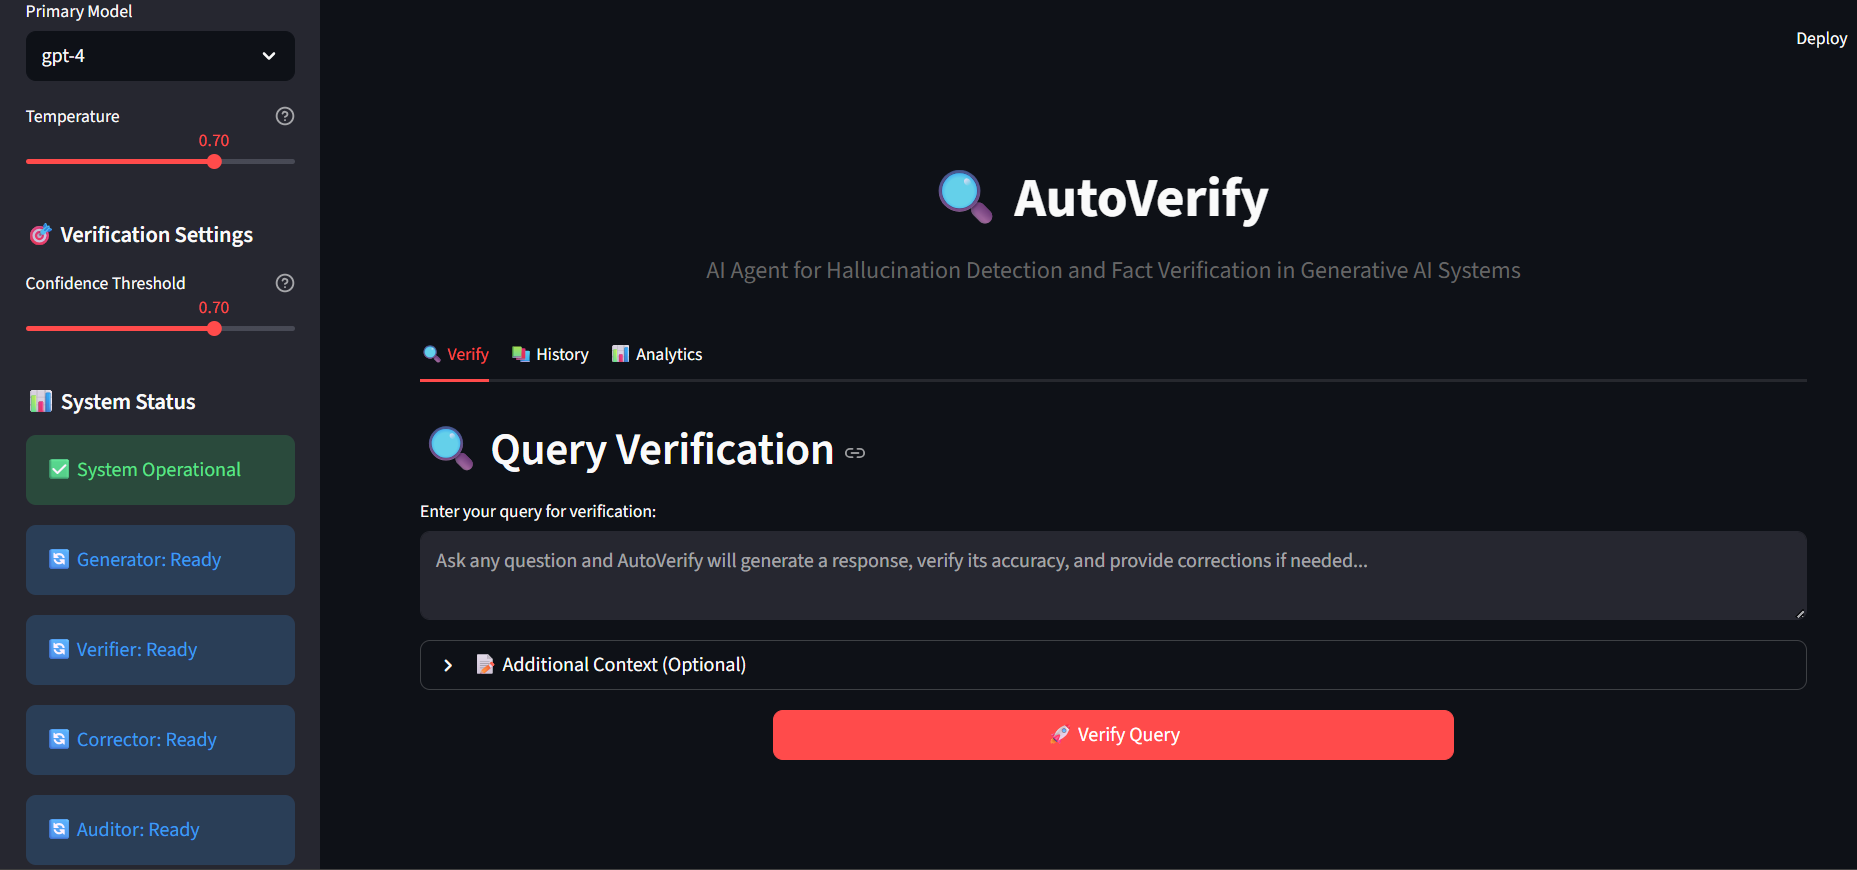 Primary Model
gpt-4
Temperature
0.70
Verification Settings
Confidence Threshold
0.70
System Status
System Operational
Generator: Ready
Verifier: Ready
Corrector: Ready
Auditor: Ready
Deploy
AutoVerify
AI Agent for Hallucination Detection and Fact Verification in Generative AI Systems
Verify History Analytics
Query Verification
Enter your query for verification:
Ask any question and AutoVerify will generate a response, verify its accuracy, and provide corrections if needed...
Additional Context (Optional)
Verify Query